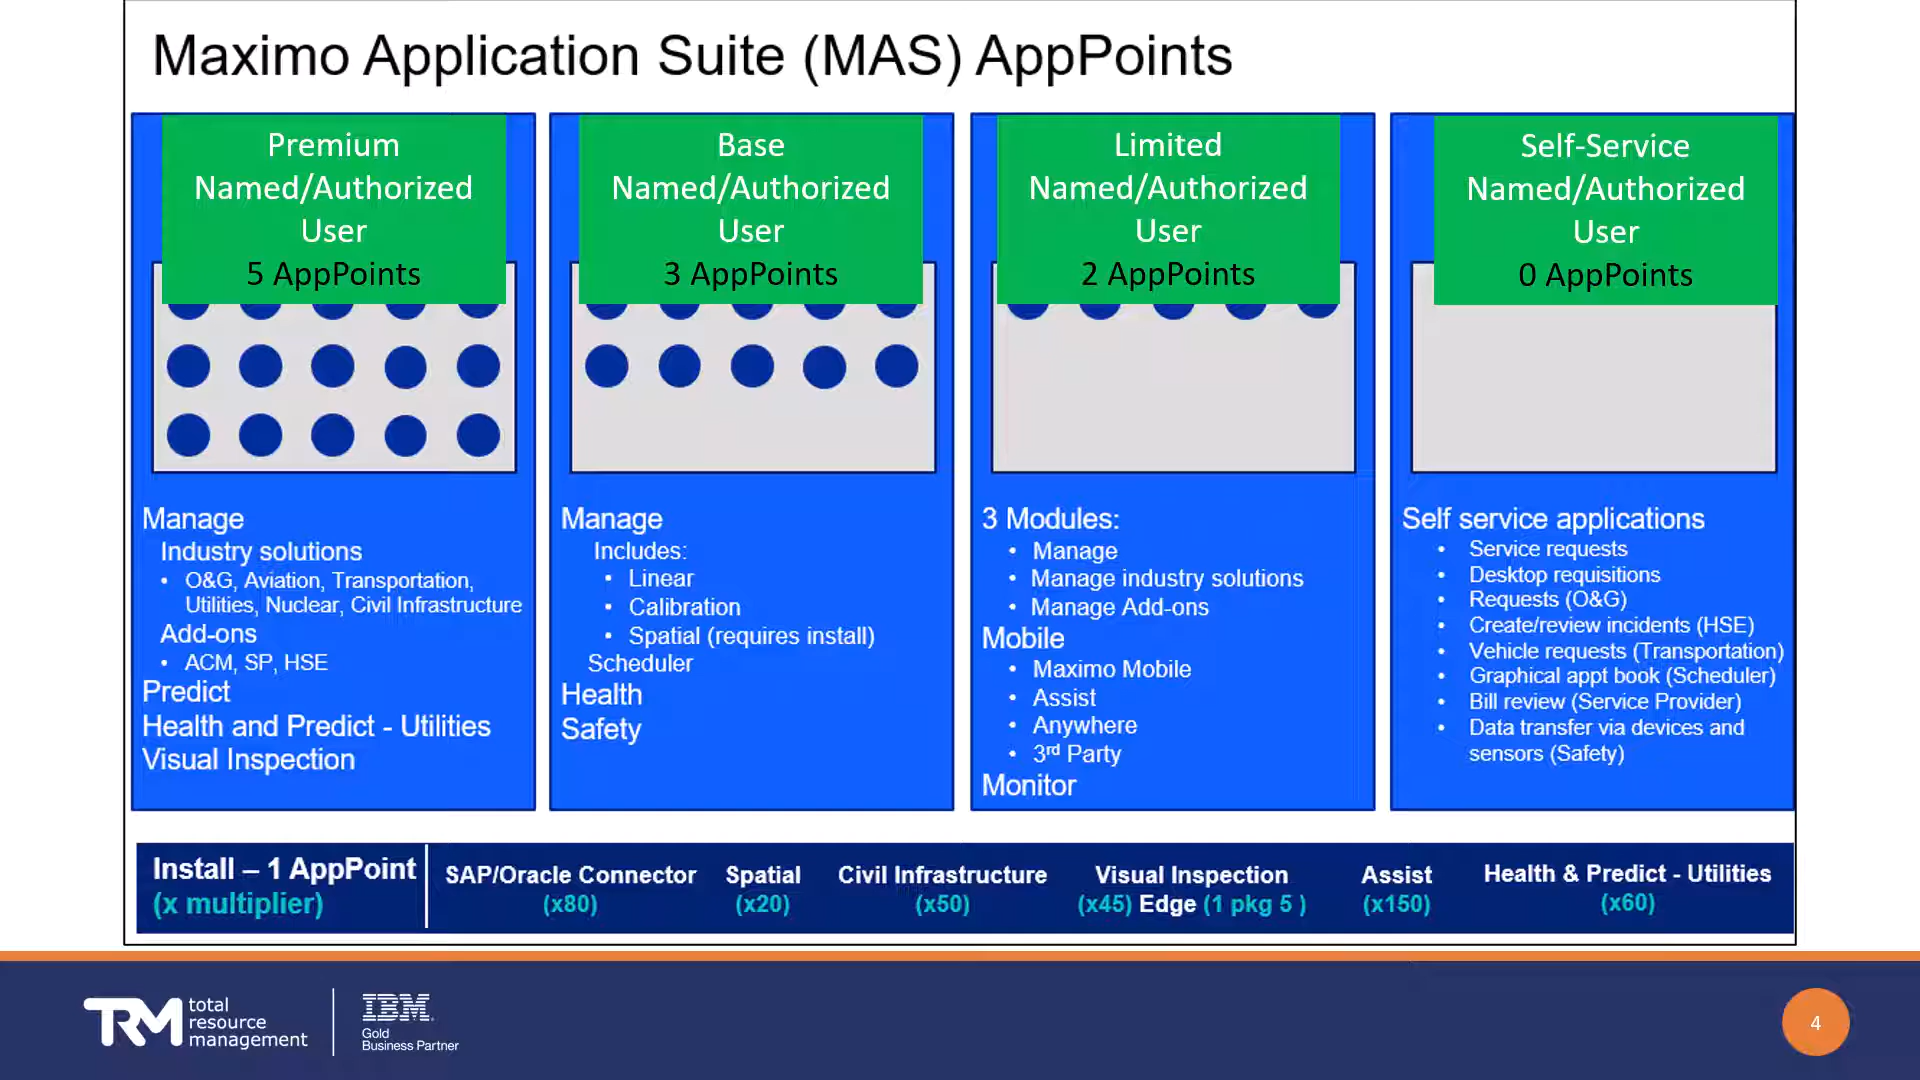 Maximo Application Suite (MAS) AppPoints
Premium
Named/Authorized
User
5 AppPoints
Manage
Industry solutions
• O&G, Aviation, Transportation,
Utilities, Nuclear, Civil Infrastructure
Add-ons
• ACM, SP, HSE
Predict
Health and Predict - Utilities
Visual Inspection
Base
Named/Authorized
User
3 AppPoints
Manage
Includes:
• Linear
• Calibration
• Spatial (requires install)
Scheduler
Health
Safety
Limited
Named/Authorized
User
2 AppPoints
3 Modules:
• Manage
• Manage industry solutions
• Manage Add-ons
Mobile
• Maximo Mobile
• Assist
• Anywhere
• 3rd Party
Monitor
Self-Service
Named/Authorized
User
0 AppPoints
Self service applications
• Service requests
• Desktop requisitions
• Requests (O&G)
• Create/review incidents (HSE)
• Vehicle requests (Transportation)
• Graphical appt book (Scheduler)
• Bill review (Service Provider)
• Data transfer via devices and
sensors (Safety)
Install – 1 AppPoint
(x multiplier)
SAP/Oracle Connector
(x80)
Spatial
(x20)
Civil Infrastructure
(x50)
Visual Inspection
(x45) Edge (1 pkg 5 )
Assist
(x150)
Health & Predict - Utilities
(x60)
TRM
total
resource
management
IBM
Gold
Business Partner
4